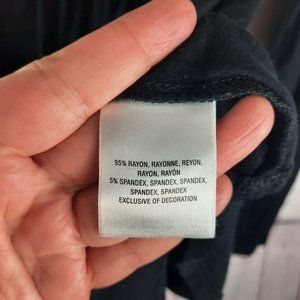 95% RAYON, RAYONNE, REYON,
RAYON, RAYÓN
5% SPANDEX, SPANDEX, SPANDEX,
SPANDEX, SPANDEX
EXCLUSIVE OF DECORATION